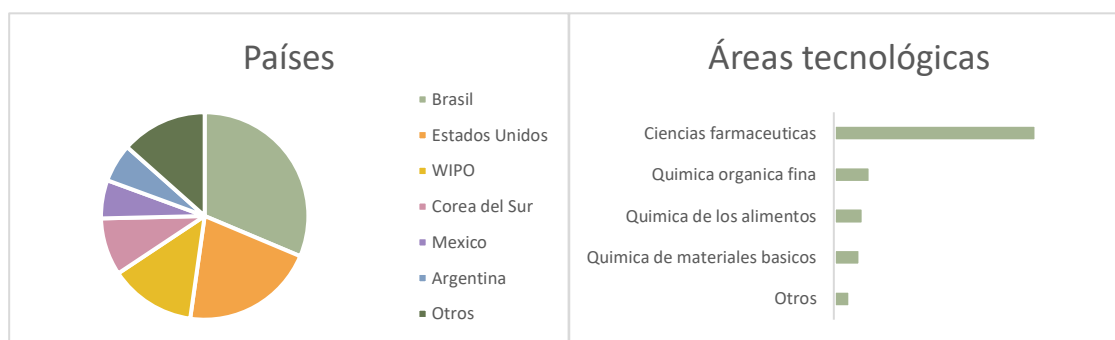 Países
Brasil
Estados Unidos
WIPO
Corea del Sur
Mexico
Argentina
Otros
Áreas tecnológicas
Ciencias farmaceuticas
Quimica organica fina
Quimica de los alimentos
Quimica de materiales basicos
Otros